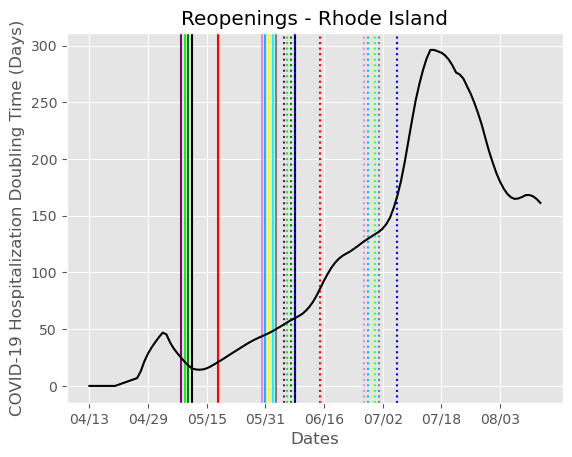 Reopenings - Rhode Island
COVID-19 Hospitalization Doubling Time (Days)
300
250
200
150
100
50
0
04/13 04/29 05/15 05/31 06/16 07/02 07/18 08/03
Dates